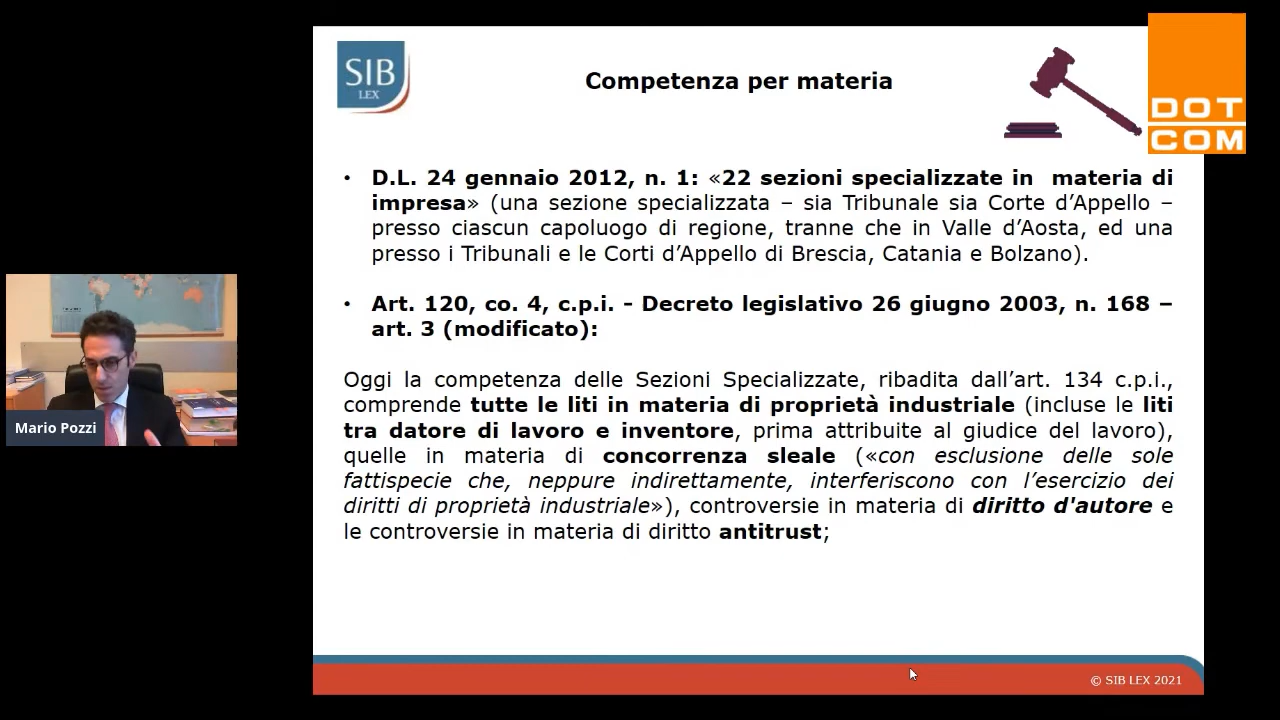 SIB
LEX
Competenza per materia
DOT
COM
• D.L. 24 gennaio 2012, n. 1: «22 sezioni specializzate in materia di
impresa» (una sezione specializzata – sia Tribunale sia Corte d’Appello –
presso ciascun capoluogo di regione, tranne che in Valle d’Aosta, ed una
presso i Tribunali e le Corti d’Appello di Brescia, Catania e Bolzano).
• Art. 120, co. 4, c.p.i. - Decreto legislativo 26 giugno 2003, n. 168 –
art. 3 (modificato):
Oggi la competenza delle Sezioni Specializzate, ribadita dall’art. 134 c.p.i.,
comprende tutte le liti in materia di proprietà industriale (incluse le liti
tra datore di lavoro e inventore, prima attribuite al giudice del lavoro),
quelle in materia di concorrenza sleale («con esclusione delle sole
fattispecie che, neppure indirettamente, interferiscono con l’esercizio dei
diritti di proprietà industriale»), controversie in materia di diritto d'autore e
le controversie in materia di diritto antitrust;
Mario Pozzi
© SIB LEX 2021